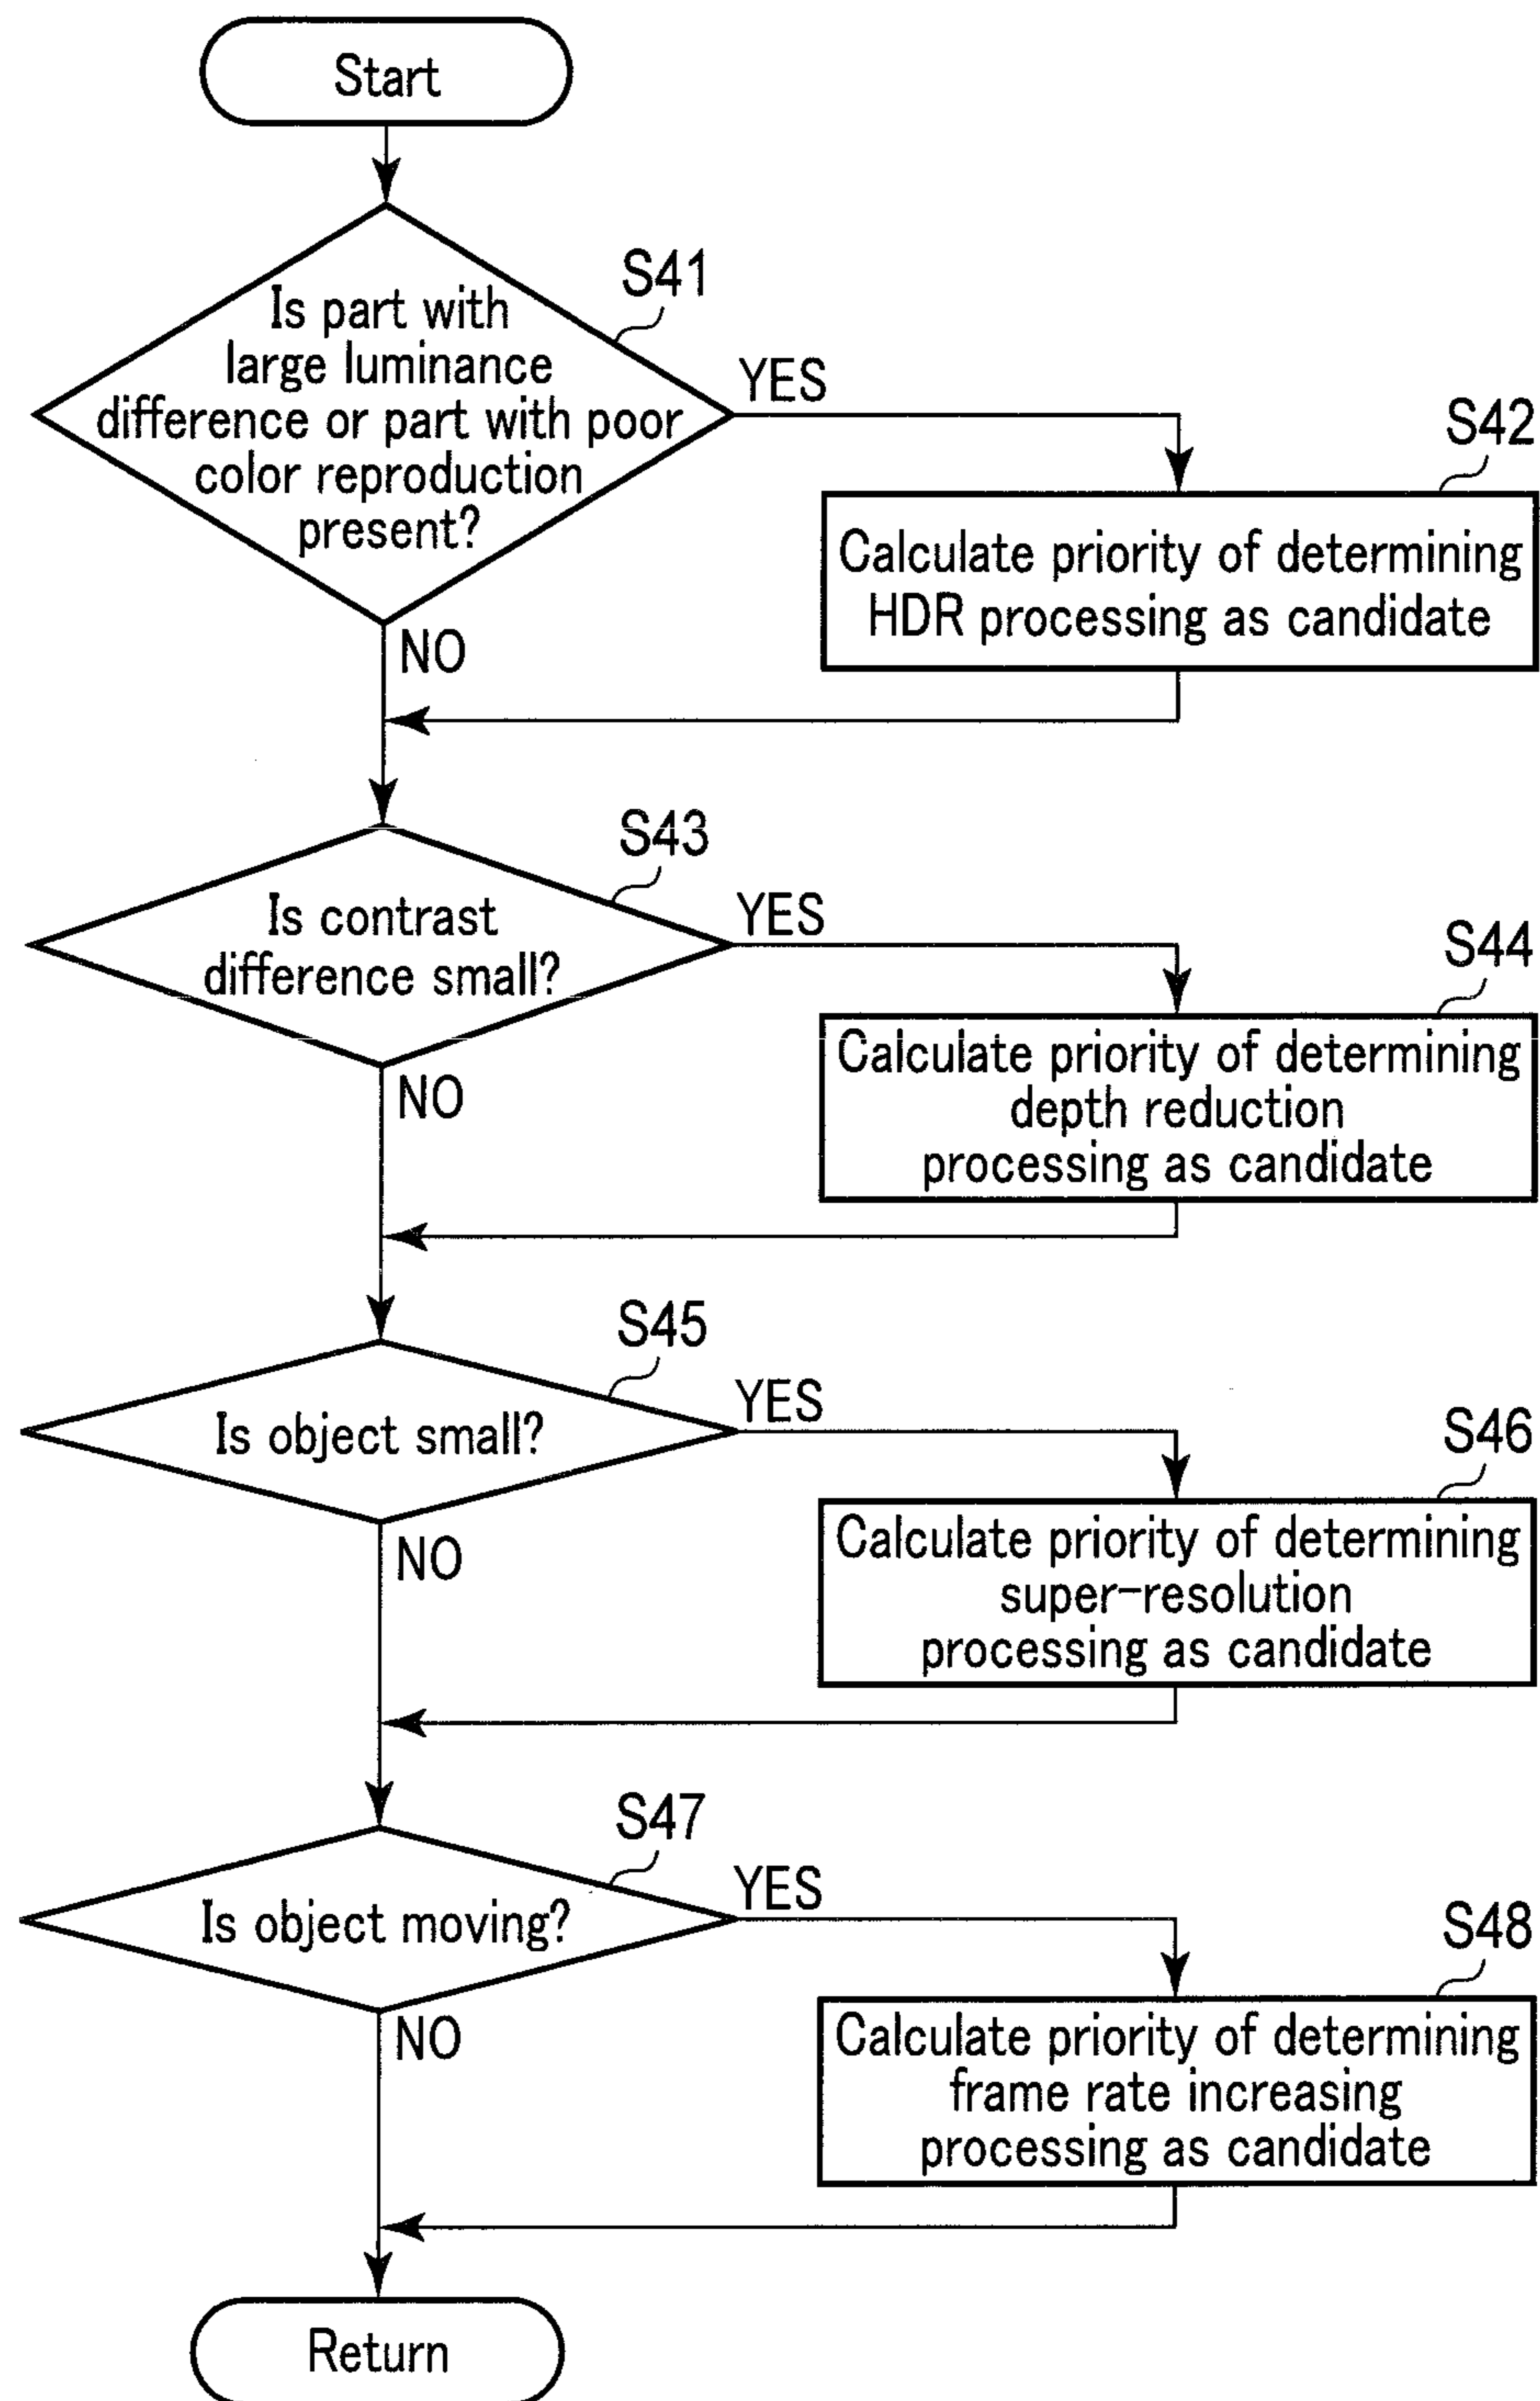 Start
S41
Is part with
large luminance
difference or part with poor
color reproduction
present?
YES
NO
S42
Calculate priority of determining
HDR processing as candidate
S43
Is contrast
difference small?
YES
NO
S44
Calculate priority of determining
depth reduction
processing as candidate
S45
Is object small?
YES
NO
S46
Calculate priority of determining
super-resolution
processing as candidate
S47
Is object moving?
YES
NO
S48
Calculate priority of determining
frame rate increasing
processing as candidate
Return